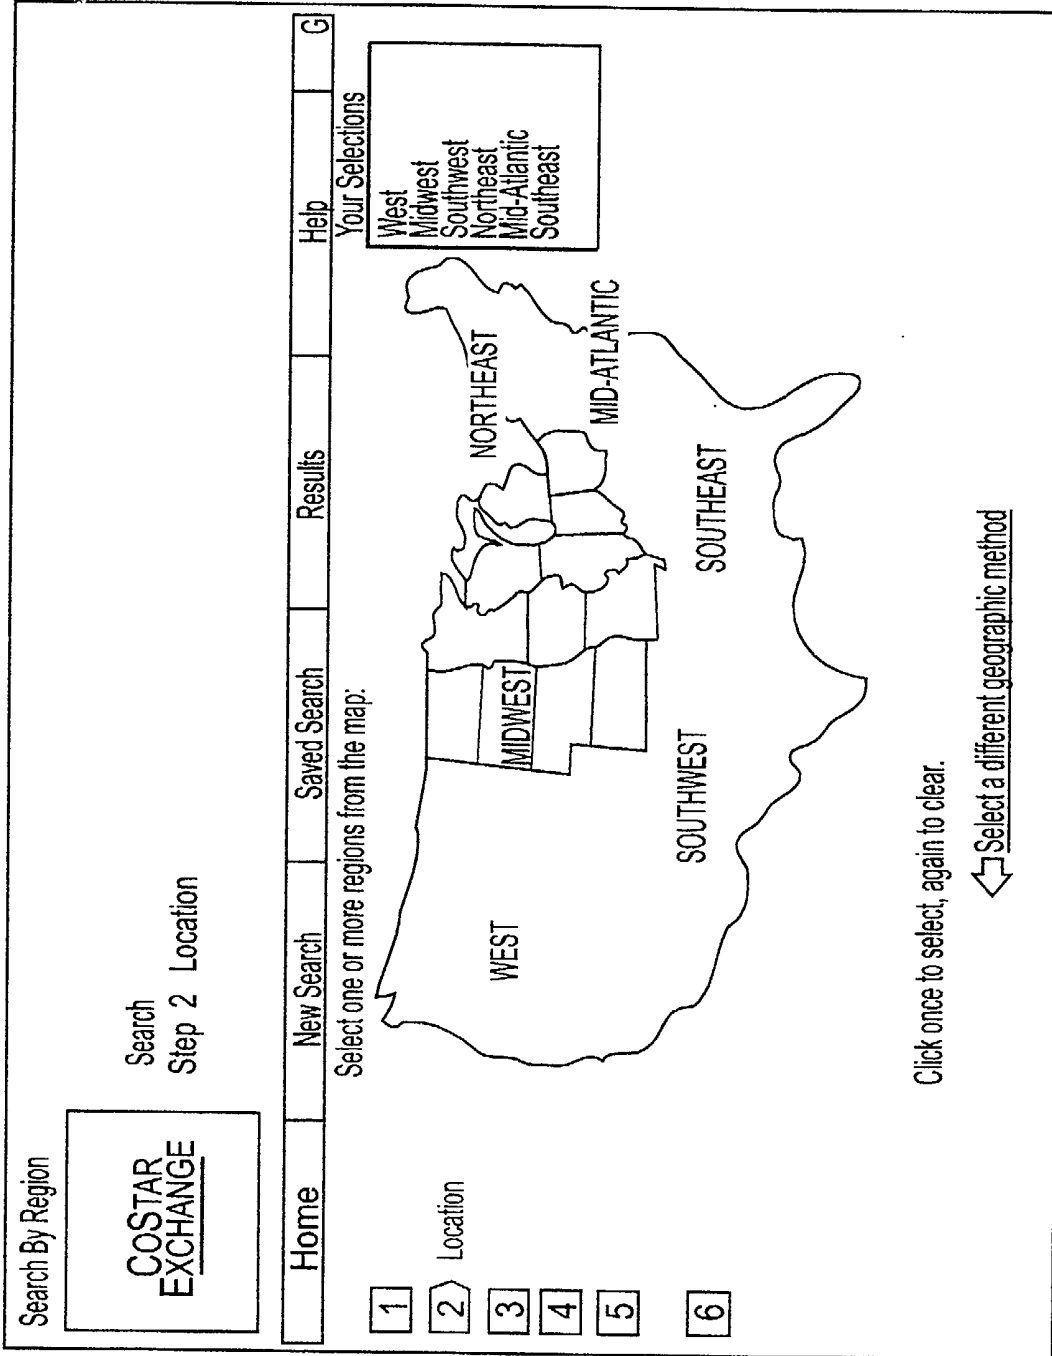 Search By Region
COSTAR
EXCHANGE
Search
Step 2 Location
Home New Search Saved Search Results Help G
Select one or more regions from the map:
Your Selections
West
Midwest
Southwest
Northeast
Mid-Atlantic
Southeast
1
2 Location
3
4
5
6
WEST
MIDWEST
NORTHEAST
MID-ATLANTIC
SOUTHWEST
SOUTHEAST
Click once to select, again to clear.
Select a different geographic method